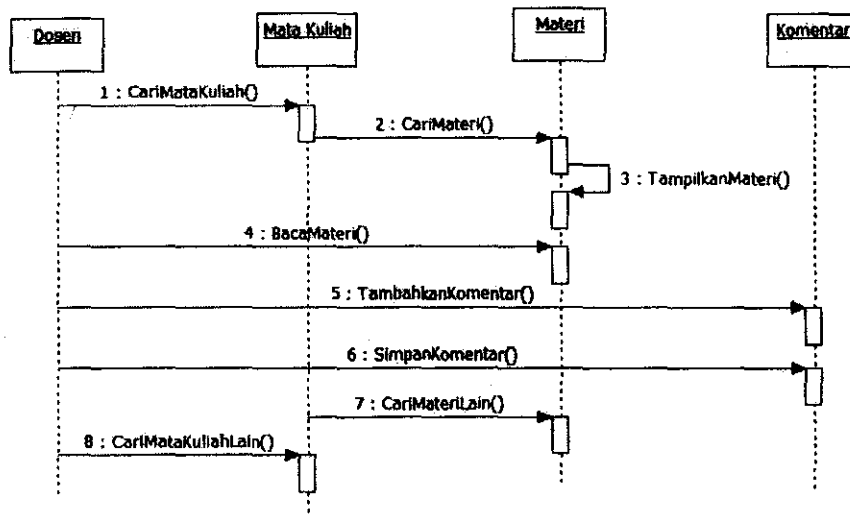 Dosen
Mata Kuliah
Materi
Komentar
1 : CariMataKuliah()
2 : CariMateri()
3 : TampilkanMateri()
4 : BacaMateri()
5 : TambahkanKomentar()
6 : SimpanKomentar()
7 : CariMateriLain()
8 : CariMataKuliahLain()